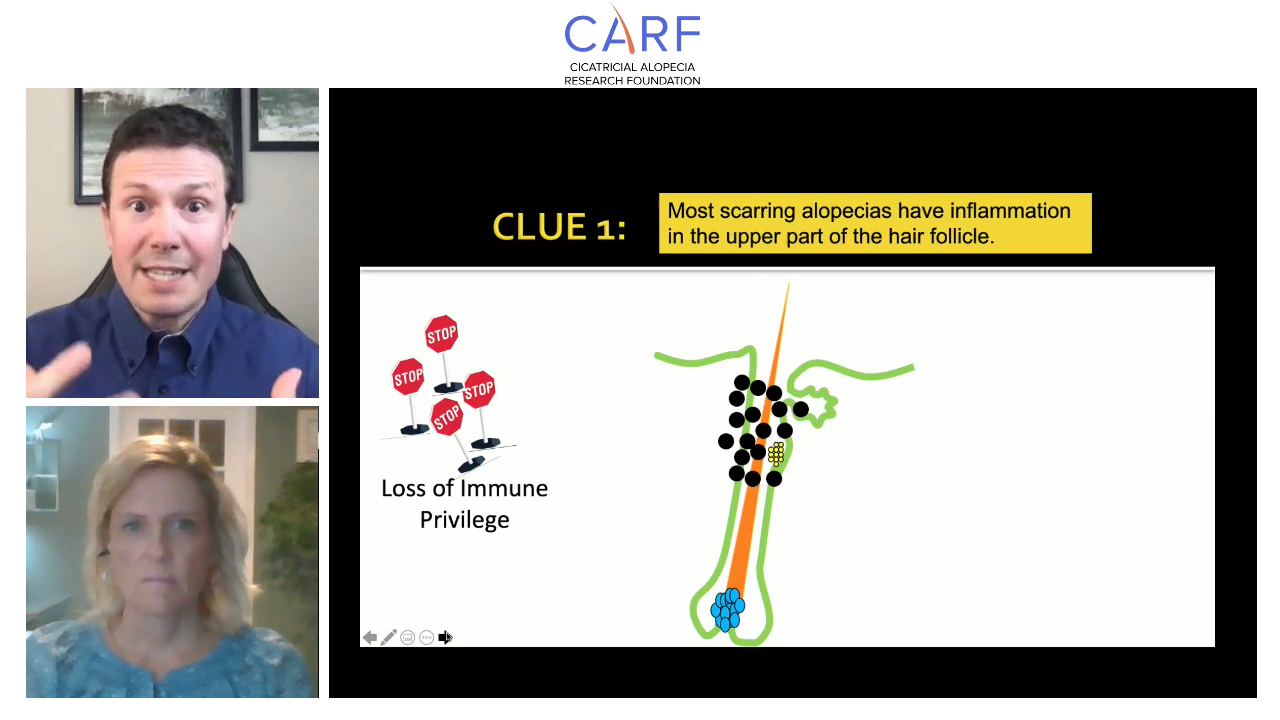 CARF
CICATRICIAL ALOPECIA
RESEARCH FOUNDATION
CLUE 1:
Most scarring alopecias have inflammation
in the upper part of the hair follicle.
STOP
STOP
STOP
STOP
Loss of Immune
Privilege